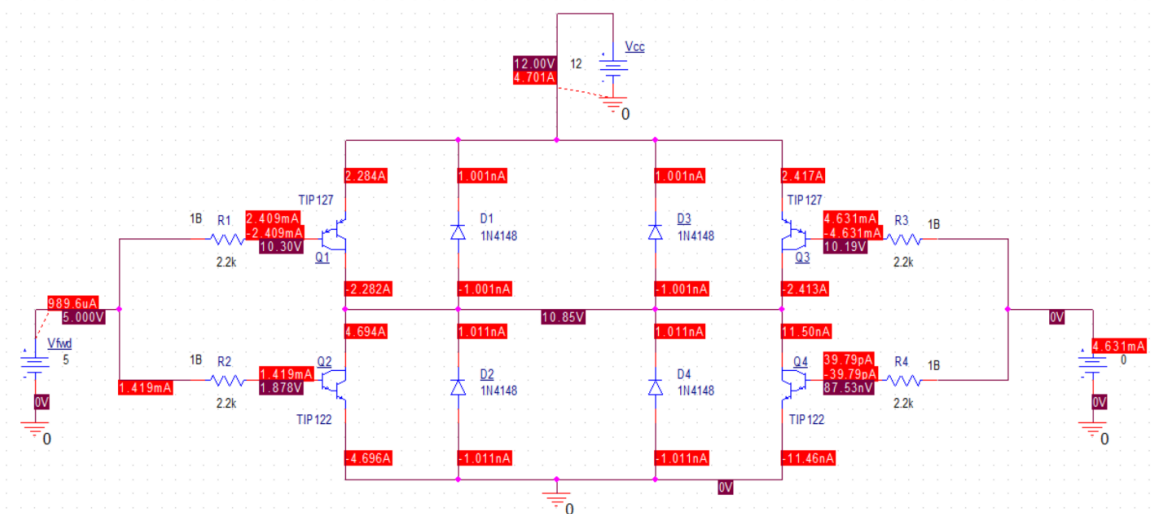 Vcc
12.00V
12
4.701A
0
2.284A
1.001nA
1.001nA
2.417A
TIP127
TIP127
1B
R1
2.409mA
-2.409mA
10.30V
2.2k
Q1
D1
1N4148
D3
1N4148
4.631mA
-4.631mA
10.19V
Q3
R3
1B
2.2k
-2.282A
-1.001nA
-1.001nA
-2.413A
989.6uA
5.000V
10.85V
0V
4.694A
1.011nA
1.011nA
11.50nA
Vfwd
5
1.419mA
1B
R2
1.419mA
1.878V
2.2k
Q2
D2
1N4148
D4
1N4148
Q4
39.79pA
-39.79pA
87.53nV
R4
1B
2.2k
4.631mA
0
TIP122
TIP122
0V
0
0V
0
-4.696A
-1.011nA
-1.011nA
-11.46nA
0V
0